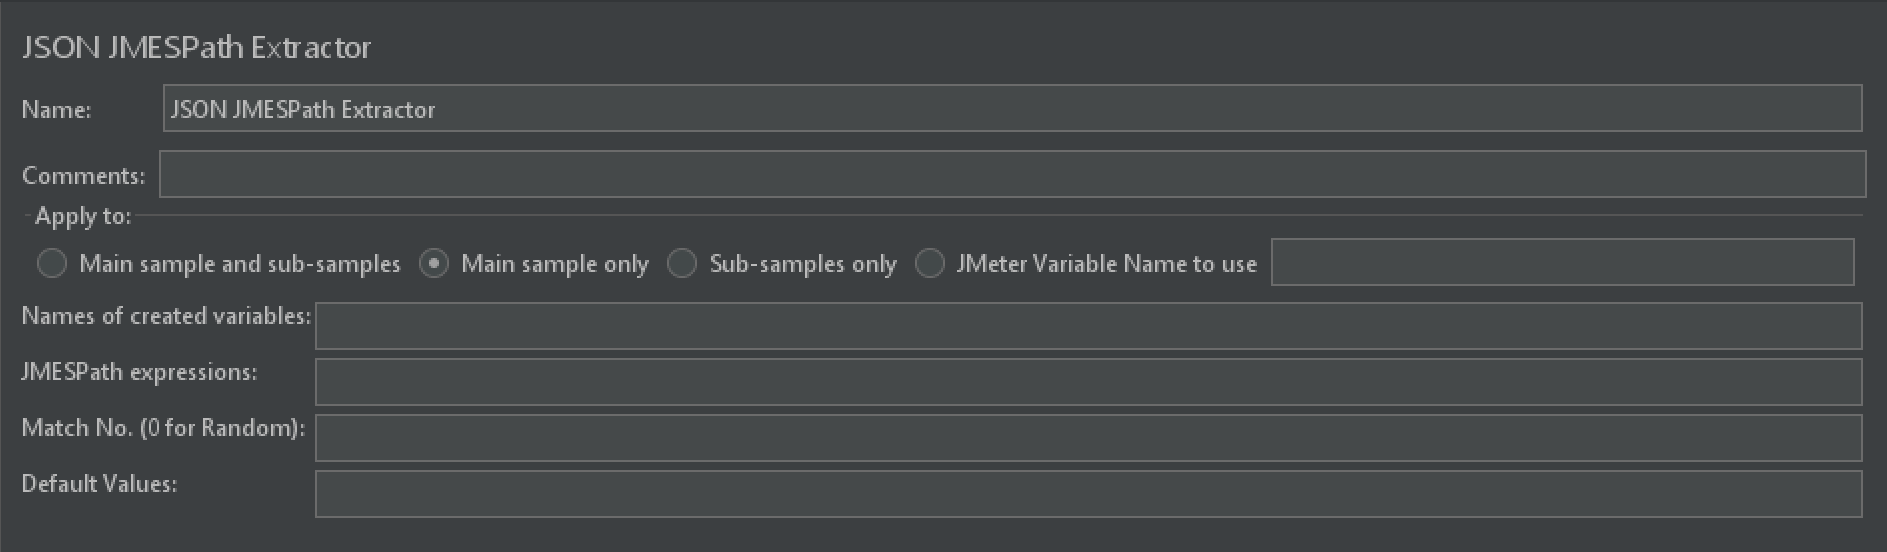 JSON JMESPath Extractor
Name: JSON JMESPath Extractor
Comments:
Apply to:
Main sample and sub-samples Main sample only Sub-samples only JMeter Variable Name to use
Names of created variables:
JMESPath expressions:
Match No. (0 for Random):
Default Values: